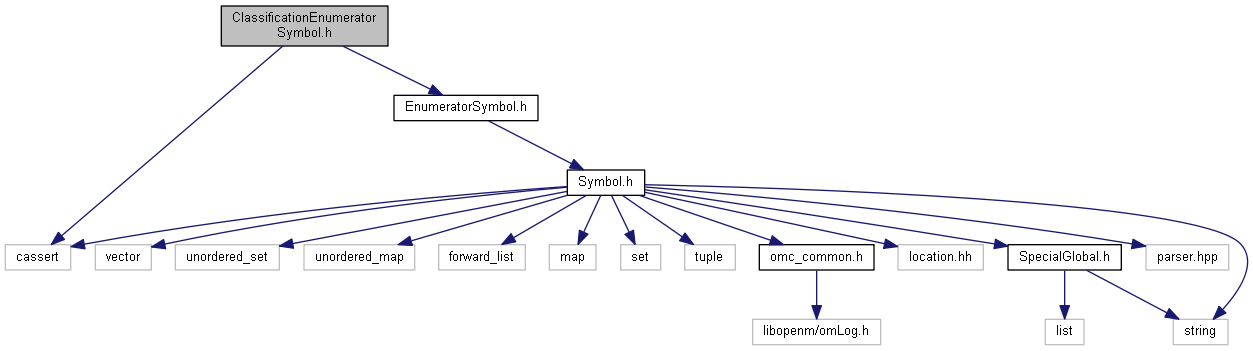 ClassificationEnumerator
Symbol.h
EnumeratorSymbol.h
Symbol.h
cassert
vector
unordered_set
unordered_map
forward_list
map
set
tuple
omc_common.h
location.hh
SpecialGlobal.h
parser.hpp
libopenm/omLog.h
list
string